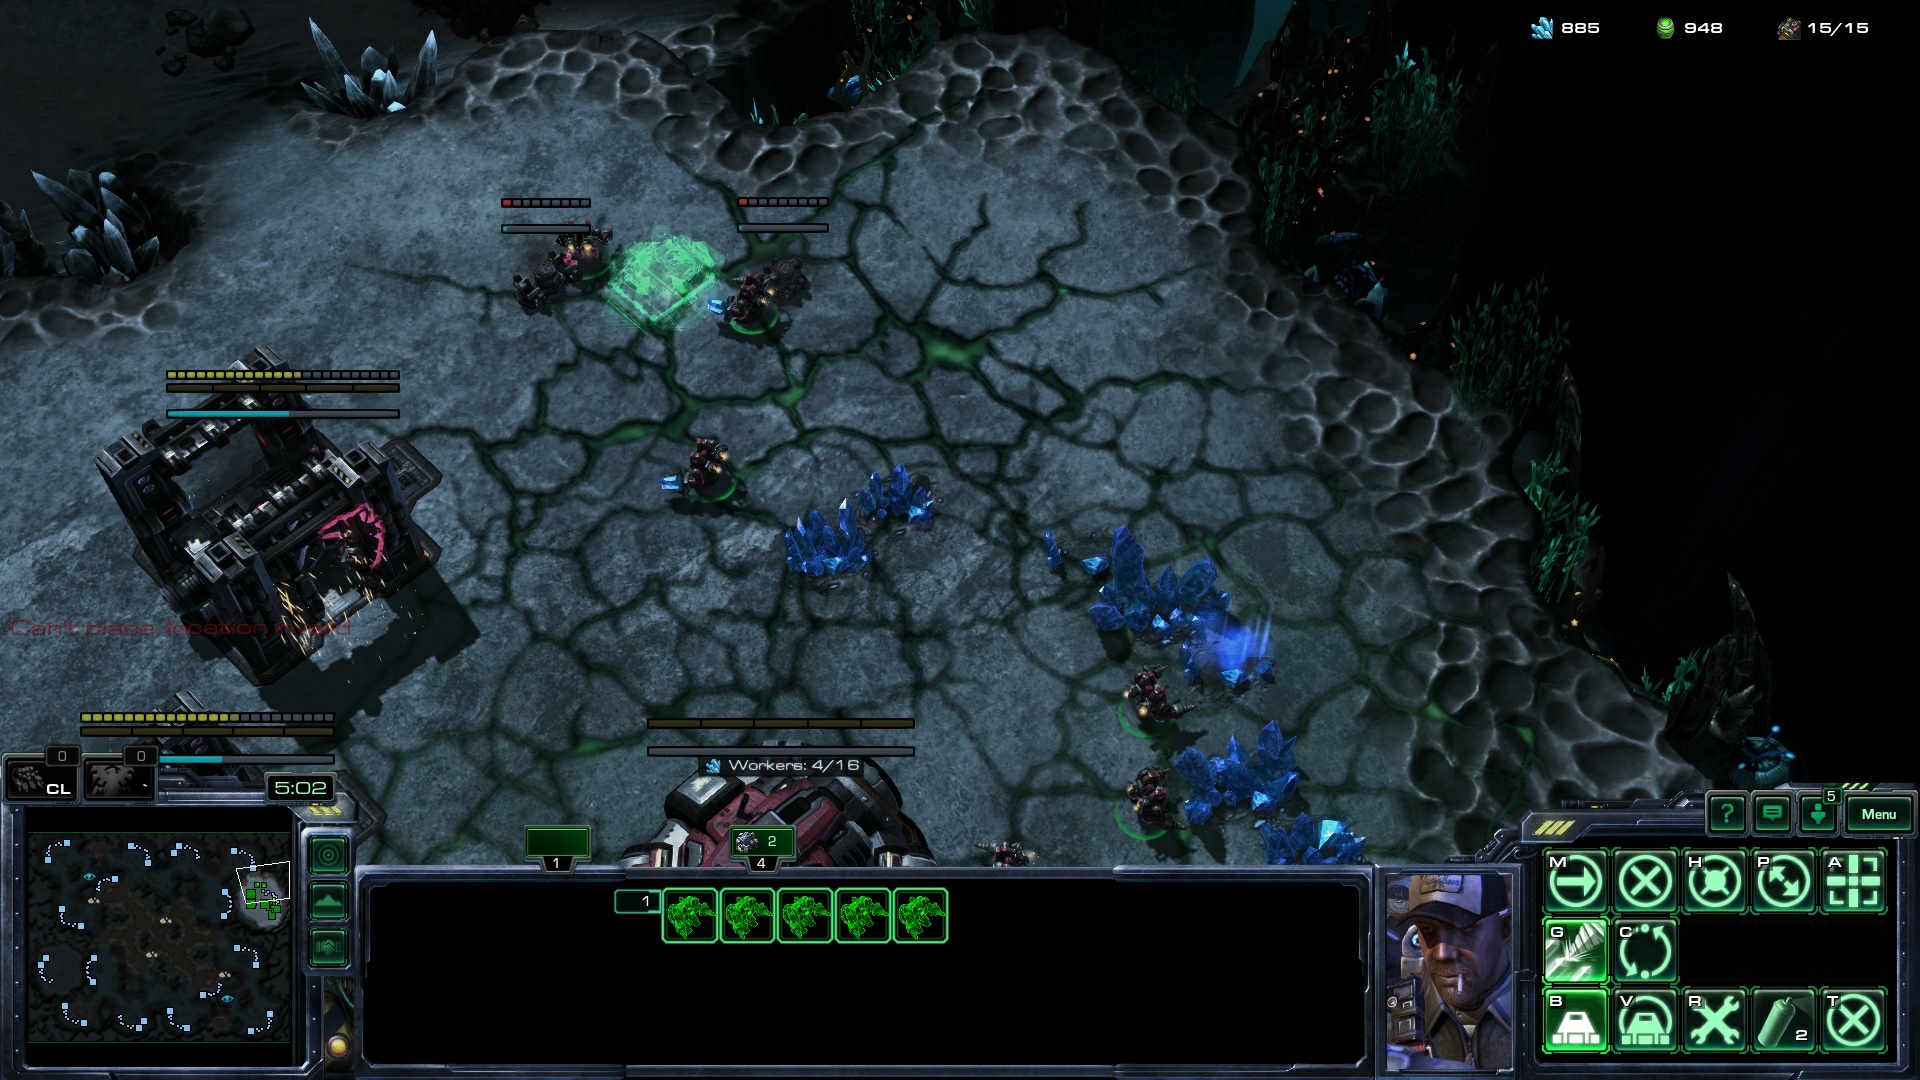 885
948
15/15
Can't place, location invalid
Workers: 4/16
0
0
CL
5:02
2
1
4
1
5
?
Menu
M
H
P
A
G
C
B
V
R
2
T